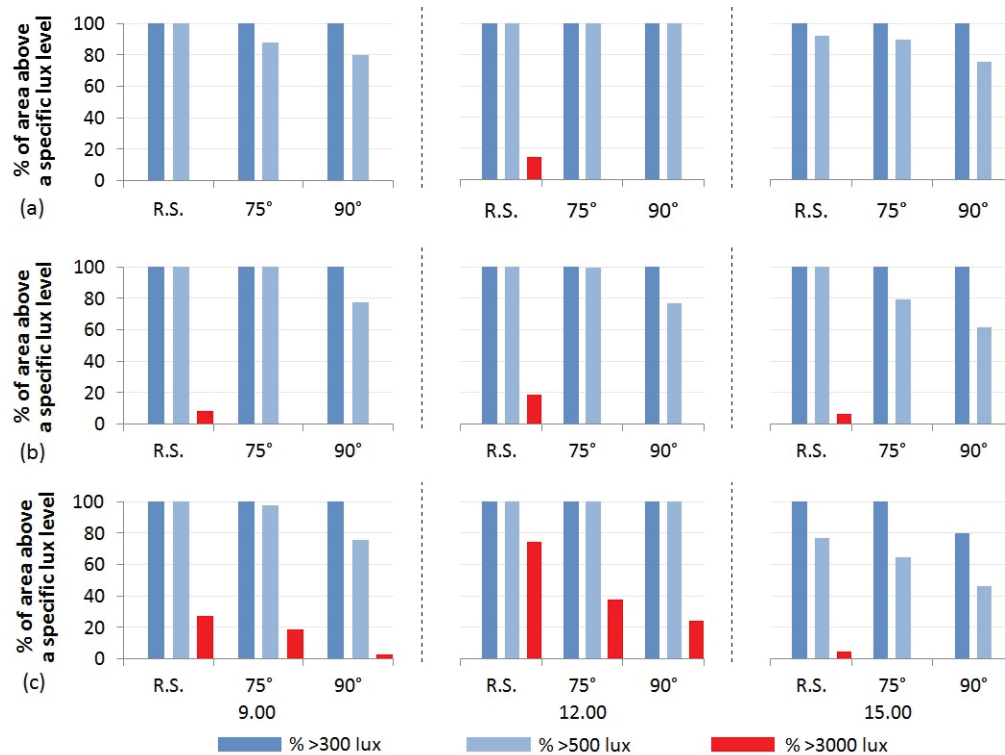 % of area above
a specific lux level
100
80
60
40
20
0
(a)
R.S. 75° 90°
R.S. 75° 90°
R.S. 75° 90°
% of area above
a specific lux level
100
80
60
40
20
0
(b)
R.S. 75° 90°
R.S. 75° 90°
R.S. 75° 90°
% of area above
a specific lux level
100
80
60
40
20
0
(c)
R.S. 75° 90°
R.S. 75° 90°
R.S. 75° 90°
9.00 12.00 15.00
% >300 lux % >500 lux % >3000 lux